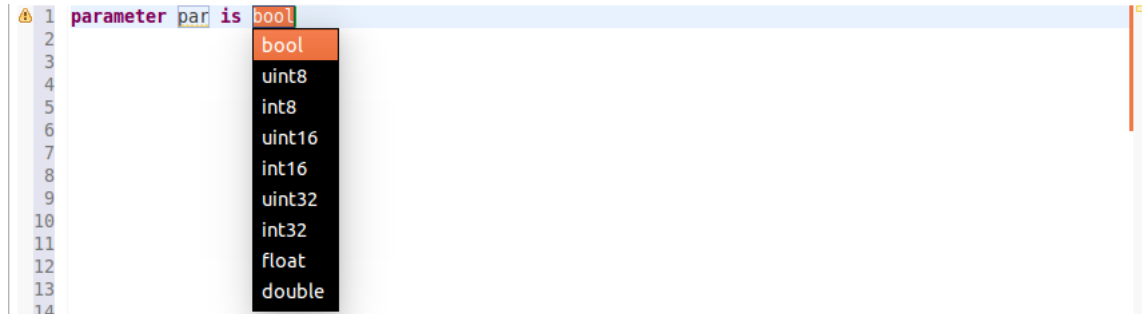 1 parameter par is bool
2 bool
3 uint8
4 int8
5 uint16
6 int16
7 uint32
8 int32
9 float
10 double
11
12
13
14